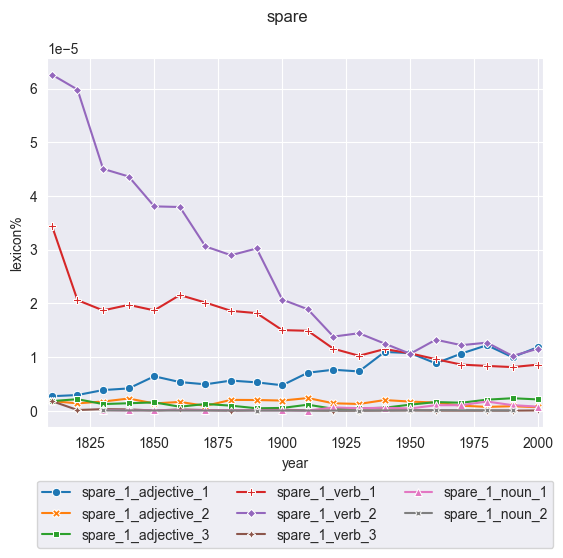 spare
1e−5
6
5
4
3
2
1
0
lexicon%
1825 1850 1875 1900 1925 1950 1975 2000
year
spare_1_adjective_1 spare_1_verb_1 spare_1_noun_1
spare_1_adjective_2 spare_1_verb_2 spare_1_noun_2
spare_1_adjective_3 spare_1_verb_3